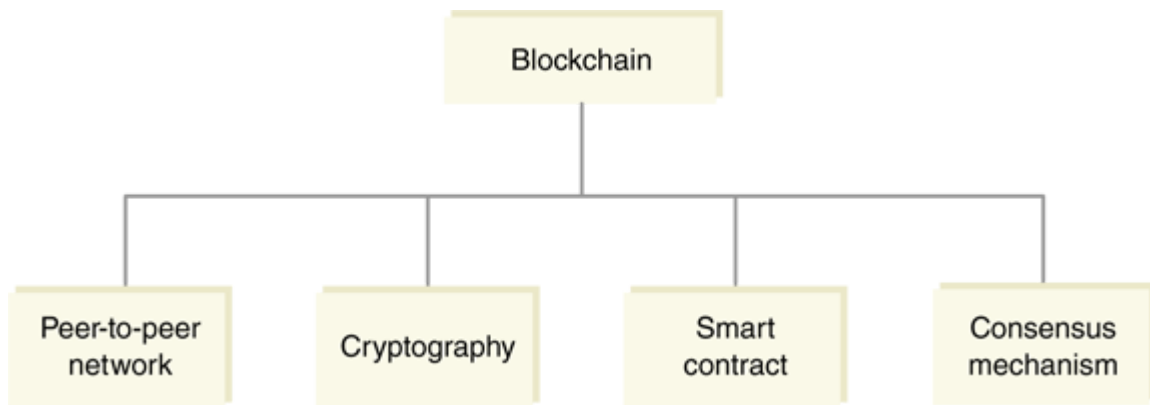 Blockchain
Peer-to-peer
network
Cryptography
Smart
contract
Consensus
mechanism